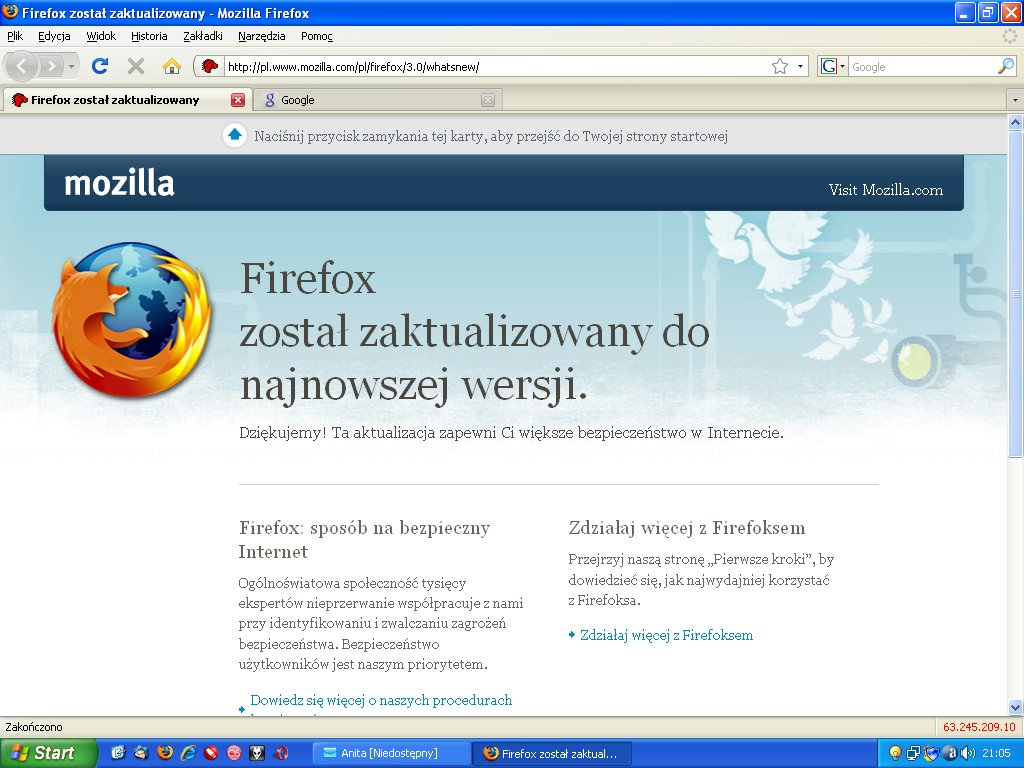 Firefox został zaktualizowany - Mozilla Firefox
Plik Edycja Widok Historia Zakładki Narzędzia Pomoc
http://pl.www.mozilla.com/pl/firefox/3.0/whatsnew/
G Google
Firefox został zaktualizowany
Google
Naciśnij przycisk zamykania tej karty, aby przejść do Twojej strony startowej
mozilla
Visit Mozilla.com
Firefox
został zaktualizowany do
najnowszej wersji.
Dziękujemy! Ta aktualizacja zapewni Ci większe bezpieczeństwo w Internecie.
Firefox: sposób na bezpieczny
Internet
Ogólnoświatowa społeczność tysięcy
ekspertów nieprzerwanie współpracuje z nami
przy identyfikowaniu i zwalczaniu zagrożeń
bezpieczeństwa. Bezpieczeństwo
użytkowników jest naszym priorytetem.
Dowiedz się więcej o naszych procedurach
Zdziałaj więcej z Firefoksem
Przejrzyj naszą stronę „Pierwsze kroki”, by
dowiedzieć się, jak najwydajniej korzystać
z Firefoksa.
Zdziałaj więcej z Firefoksem
Zakończono
63.245.209.10
Start
Anita [Niedostępny]
Firefox został zaktual...
21:05